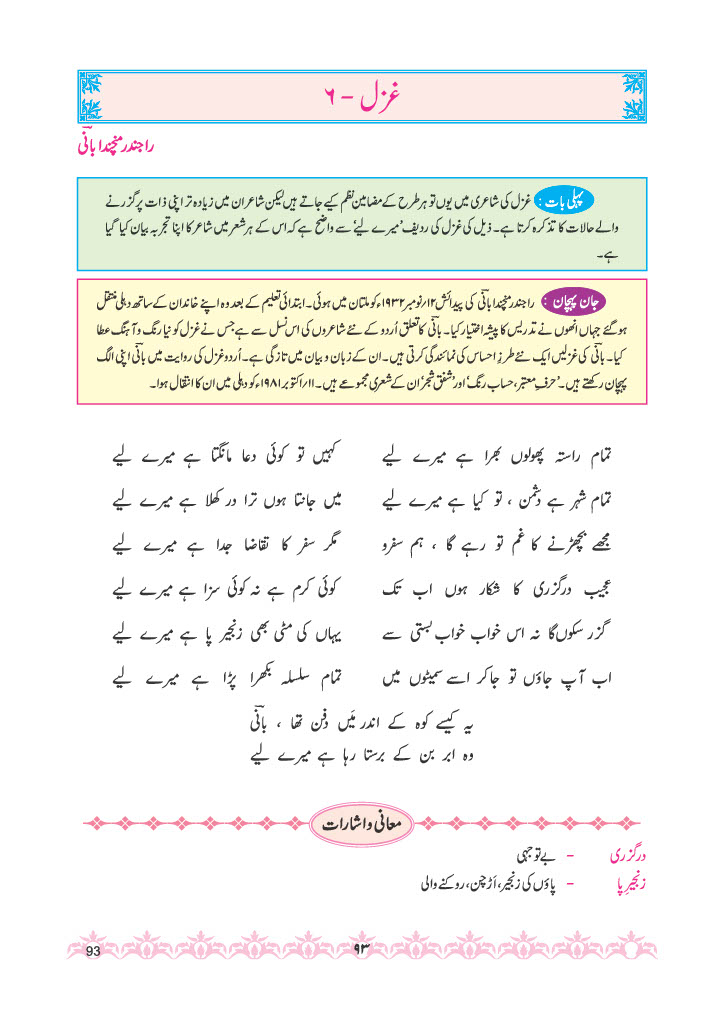 غزل - ۶
راجندر منچندا بانیؔ
پہلی بات : غزل کی شاعری میں یوں تو ہر طرح کے مضامین نظم کیے جاتے ہیں لیکن شاعران میں زیادہ تر اپنی ذات پر گزرنے
والے حالات کا تذکرہ کرتا ہے۔ ذیل کی غزل کی ردیف ’میرے لیے‘ سے واضح ہے کہ اس کے ہر شعر میں شاعر کا اپنا تجربہ بیان کیا گیا
ہے۔
جان پہچان : راجندر منچندا بانیؔ کی پیدائش ۱۲؍نومبر ۱۹۳۲ء کو ملتان میں ہوئی۔ ابتدائی تعلیم کے بعد وہ اپنے خاندان کے ساتھ دہلی منتقل
ہوگئے جہاں انھوں نے تدریس کا پیشہ اختیار کیا۔ بانیؔ کا تعلق اُردو کے نئے شاعروں کی اس نسل سے ہے جس نے غزل کو نیا رنگ و آہنگ عطا
کیا۔ بانیؔ کی غزلیں ایک نئے طرزِ احساس کی نمائندگی کرتی ہیں۔ ان کے زبان و بیان میں تازگی ہے۔ اُردو غزل کی روایت میں بانیؔ اپنی الگ
پہچان رکھتے ہیں۔ ’حرفِ معتبر، حساب رنگ‘ اور ’شفق شجر‘ ان کے شعری مجموعے ہیں۔ ۱۱؍اکتوبر ۱۹۸۱ء کو دہلی میں ان کا انتقال ہوا۔
تمام راستہ پھولوں بھرا ہے میرے لیے کہیں تو کوئی دعا مانگتا ہے میرے لیے
تمام شہر ہے دشمن ، تو کیا ہے میرے لیے میں جانتا ہوں ترا در کھلا ہے میرے لیے
مجھے بچھڑنے کا غم تو رہے گا ، ہم سفرو مگر سفر کا تقاضا جدا ہے میرے لیے
عجیب درگزری کا شکار ہوں اب تک کوئی کرم ہے نہ کوئی سزا ہے میرے لیے
گزر سکوں گا نہ اس خواب خواب بستی سے یہاں کی مٹی بھی زنجیر پا ہے میرے لیے
اب آپ جاؤں تو جاکر اسے سمیٹوں میں تمام سلسلہ بکھرا پڑا ہے میرے لیے
یہ کیسے کوہ کے اندر مَیں دفن تھا ، بانیؔ
وہ ابر بن کے برستا رہا ہے میرے لیے
معانی و اشارات
درگزری - بے توجہی
زنجیرِ پا - پاؤں کی زنجیر، اَڑچن، روکنے والی
۹۳
93